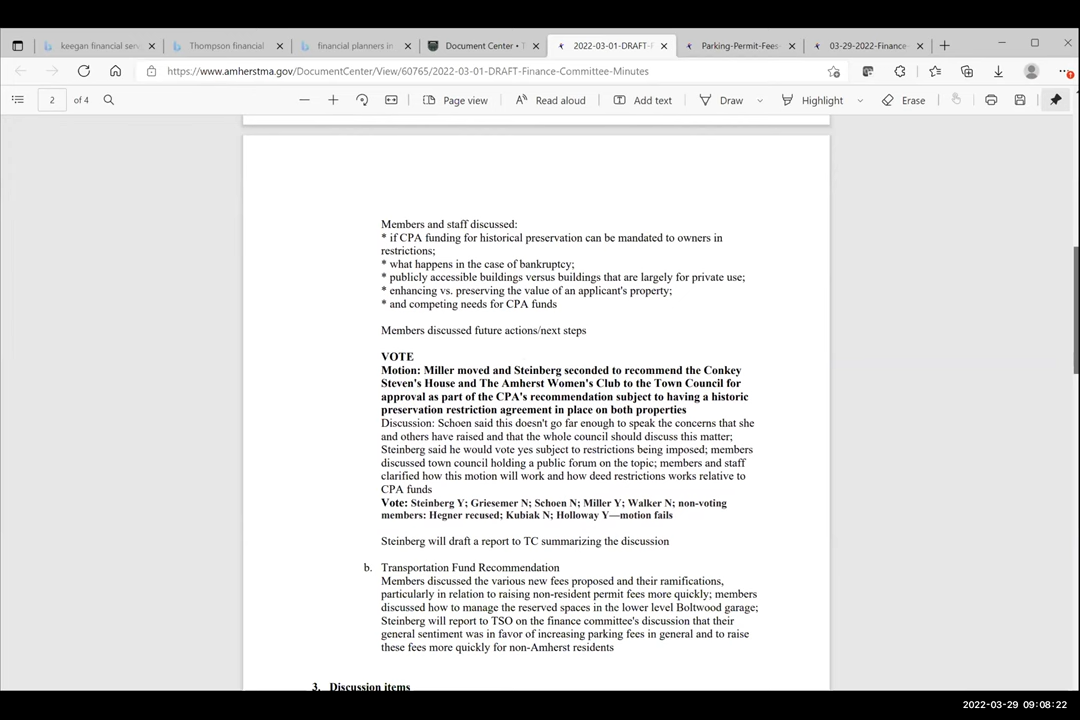 keegan financial ser
Thompson financial
financial planners in
Document Center • T
2022-03-01-DRAFT-F
Parking-Permit-Fees
03-29-2022-Finance-
https://www.amherstma.gov/DocumentCenter/View/60765/2022-03-01-DRAFT-Finance-Committee-Minutes
2 of 4
Page view
Read aloud
Add text
Draw
Highlight
Erase
Members and staff discussed:
* if CPA funding for historical preservation can be mandated to owners in
restrictions;
* what happens in the case of bankruptcy;
* publicly accessible buildings versus buildings that are largely for private use;
* enhancing vs. preserving the value of an applicant's property;
* and competing needs for CPA funds
Members discussed future actions/next steps
VOTE
Motion: Miller moved and Steinberg seconded to recommend the Conkey
Steven's House and The Amherst Women's Club to the Town Council for
approval as part of the CPA's recommendation subject to having a historic
preservation restriction agreement in place on both properties
Discussion: Schoen said this doesn't go far enough to speak the concerns that she
and others have raised and that the whole council should discuss this matter;
Steinberg said he would vote yes subject to restrictions being imposed; members
discussed town council holding a public forum on the topic; members and staff
clarified how this motion will work and how deed restrictions works relative to
CPA funds
Vote: Steinberg Y; Griesemer N; Schoen N; Miller Y; Walker N; non-voting
members: Hegner recused; Kubiak N; Holloway Y—motion fails
Steinberg will draft a report to TC summarizing the discussion
b. Transportation Fund Recommendation
Members discussed the various new fees proposed and their ramifications,
particularly in relation to raising non-resident permit fees more quickly; members
discussed how to manage the reserved spaces in the lower level Boltwood garage;
Steinberg will report to TSO on the finance committee's discussion that their
general sentiment was in favor of increasing parking fees in general and to raise
these fees more quickly for non-Amherst residents
3. Discussion items
2022-03-29 09:08:22